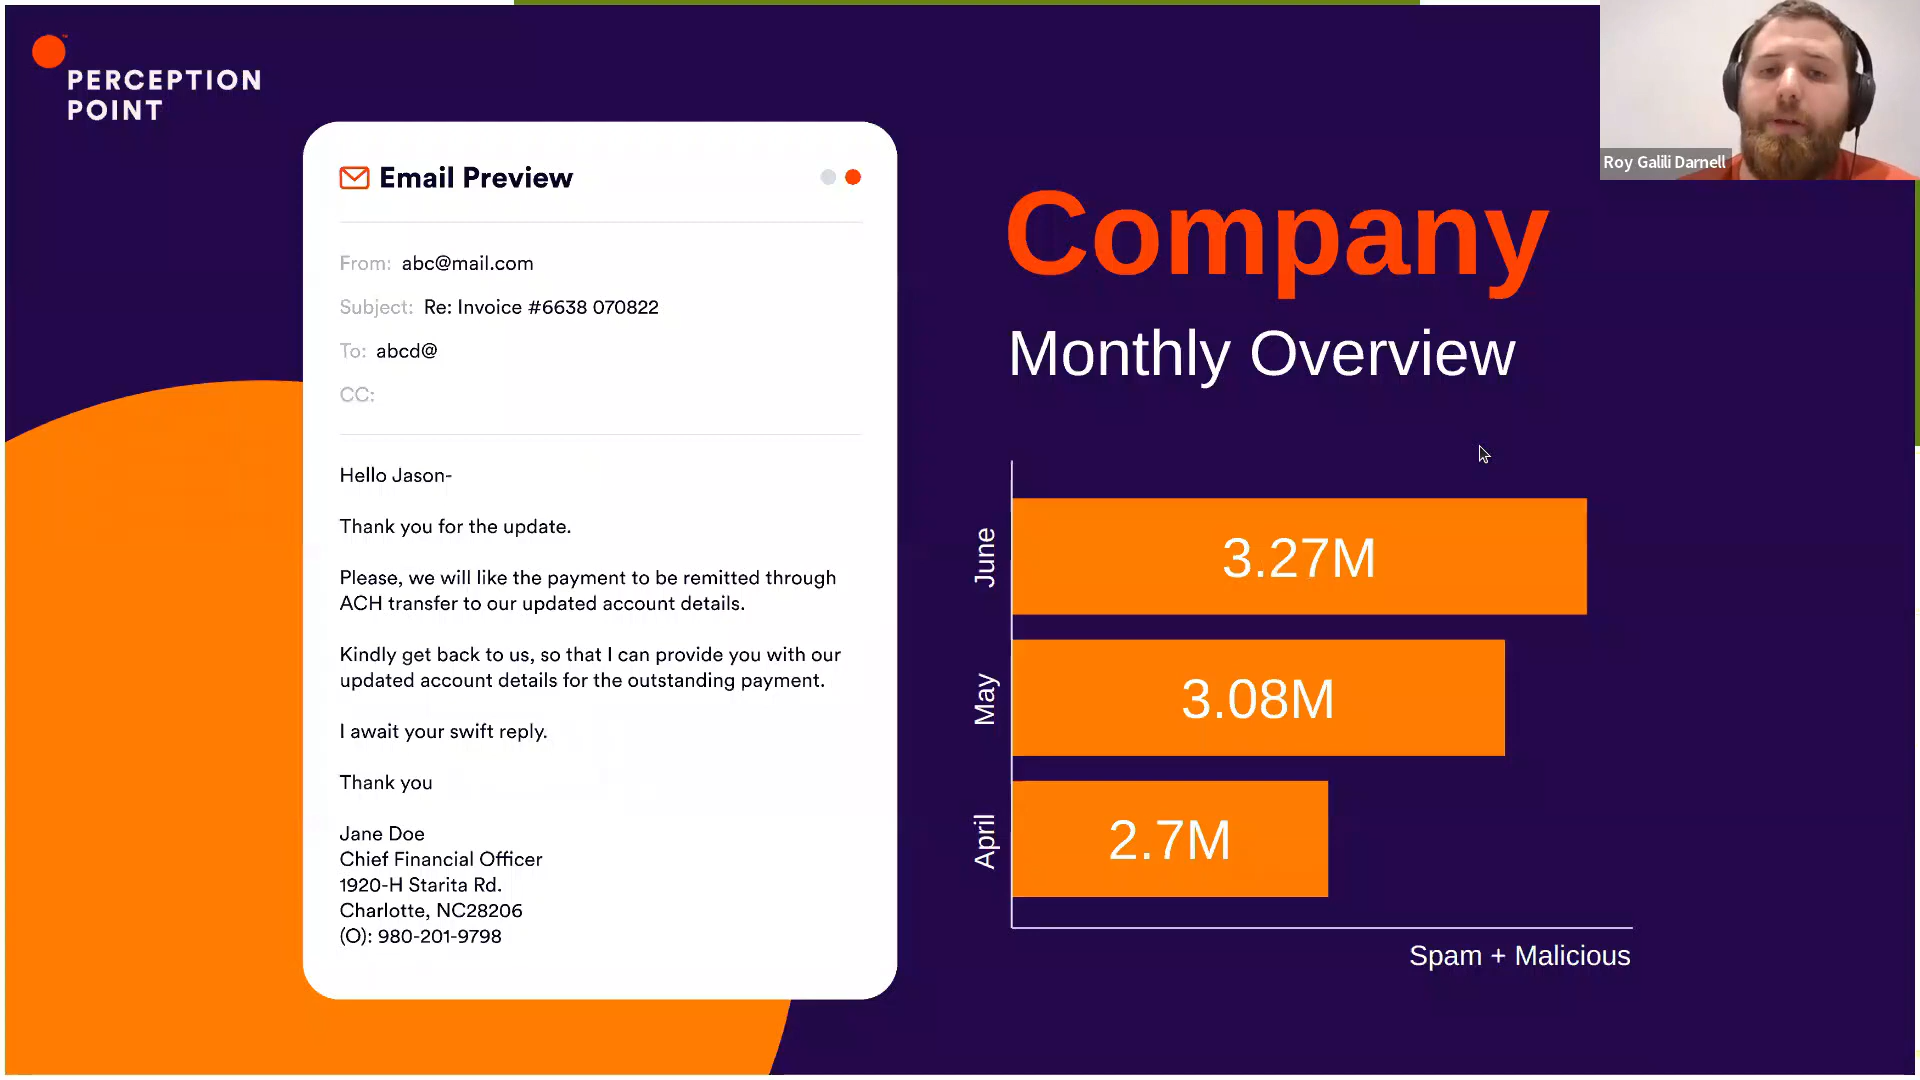 PERCEPTION
POINT
Email Preview
From: abc@mail.com
Subject: Re: Invoice #6638 070822
To: abcd@
CC:
Hello Jason-
Thank you for the update.
Please, we will like the payment to be remitted through
ACH transfer to our updated account details.
Kindly get back to us, so that I can provide you with our
updated account details for the outstanding payment.
I await your swift reply.
Thank you
Jane Doe
Chief Financial Officer
1920-H Starita Rd.
Charlotte, NC28206
(O): 980-201-9798
Roy Galili Darnell
Company
Monthly Overview
June
3.27M
May
3.08M
April
2.7M
Spam + Malicious